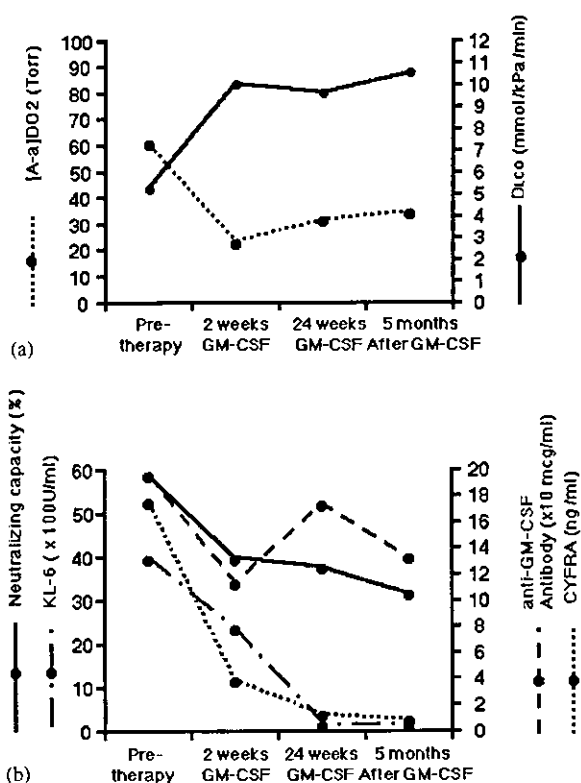 [A-a]DO2 (Torr)
100
90
80
70
60
50
40
30
20
10
0
12
11
10
9
8
7
6
5
4
3
2
1
0
DLco (mmol/kPa/min)
Pre-
therapy
2 weeks
GM-CSF
24 weeks
GM-CSF
5 months
After GM-CSF
(a)
Neutralizing capacity (%)
KL-6 ( x 100U/ml)
60
50
40
30
20
10
0
20
18
16
14
12
10
8
6
4
2
0
anti-GM-CSF
Antibody (x10 mcg/ml)
CYFRA (ng /ml)
Pre-
therapy
2 weeks
GM-CSF
24 weeks
GM-CSF
5 months
After GM-CSF
(b)